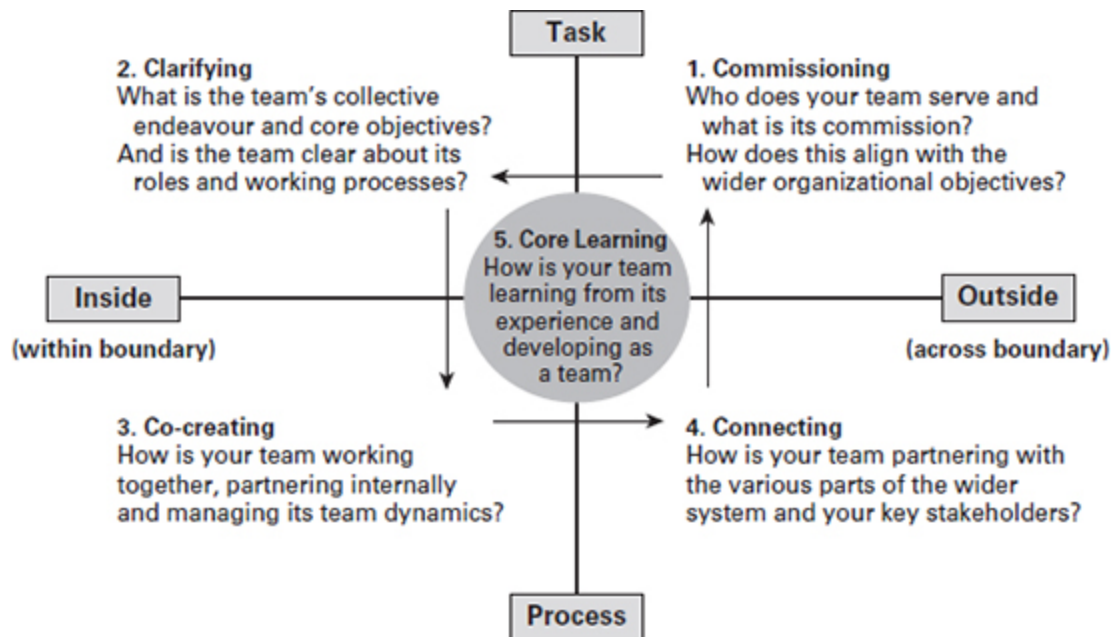 Task
2. Clarifying
What is the team's collective
endeavour and core objectives?
And is the team clear about its
roles and working processes?
1. Commissioning
Who does your team serve and
what is its commission?
How does this align with the
wider organizational objectives?
5. Core Learning
How is your team
learning from its
experience and
developing as
a team?
Inside
(within boundary)
Outside
(across boundary)
3. Co-creating
How is your team working
together, partnering internally
and managing its team dynamics?
4. Connecting
How is your team partnering with
the various parts of the wider
system and your key stakeholders?
Process